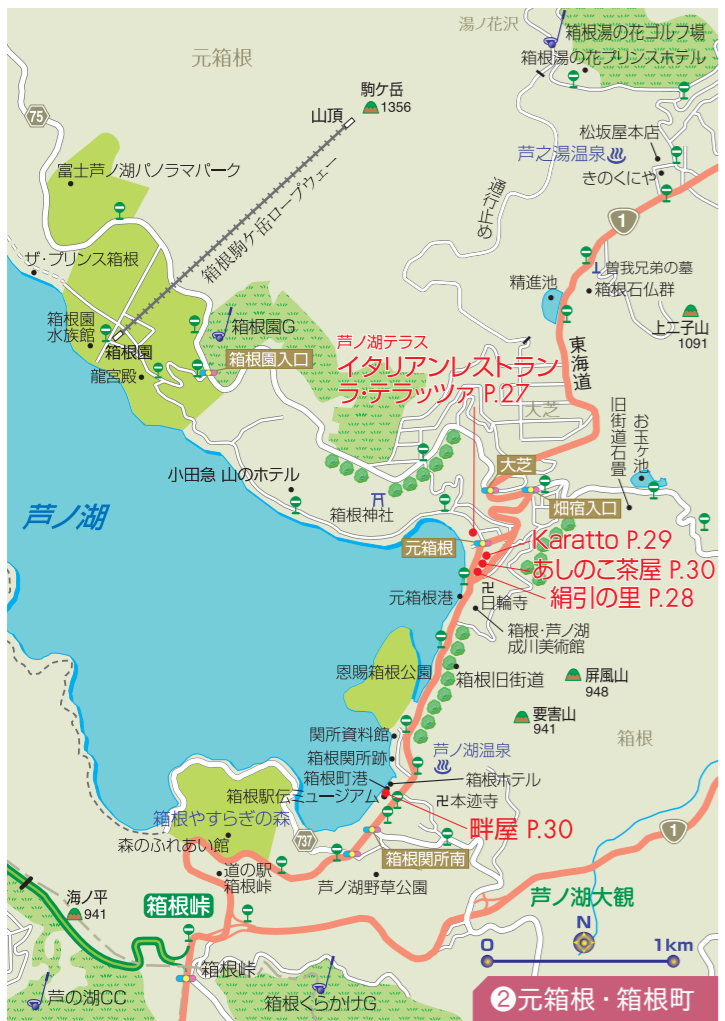 湯ノ花沢
箱根湯の花ゴルフ場
箱根湯の花プリンスホテル
元箱根
駒ケ岳
1356
山頂
75
松坂屋本店
芦之湯温泉
きのくにや
富士芦ノ湖パノラマパーク
箱根駒ケ岳ロープウェー
通行止め
1
ザ・プリンス箱根
曽我兄弟の墓
精進池
箱根石仏群
上二子山
1091
箱根園
水族館
箱根園G
箱根園
箱根園入口
龍宮殿
東海道
芦ノ湖テラス
イタリアンレストラン
ラ・テラッツァ P.27
大芝
旧街道石畳
お玉ケ池
大芝
小田急 山のホテル
箱根神社
畑宿入口
芦ノ湖
元箱根
Karatto P.29
あしのこ茶屋 P.30
絹引の里 P.28
元箱根港
日輪寺
箱根・芦ノ湖
成川美術館
恩賜箱根公園
箱根旧街道
屏風山
948
要害山
941
箱根
関所資料館
芦ノ湖温泉
箱根関所跡
箱根町港
箱根ホテル
箱根駅伝ミュージアム
本迹寺
箱根やすらぎの森
畔屋 P.30
737
森のふれあい館
箱根関所南
1
道の駅
箱根峠
芦ノ湖野草公園
海ノ平
941
箱根峠
芦ノ湖大観
N
0
1km
箱根峠
芦の湖CC
箱根くらかけG
❷元箱根・箱根町